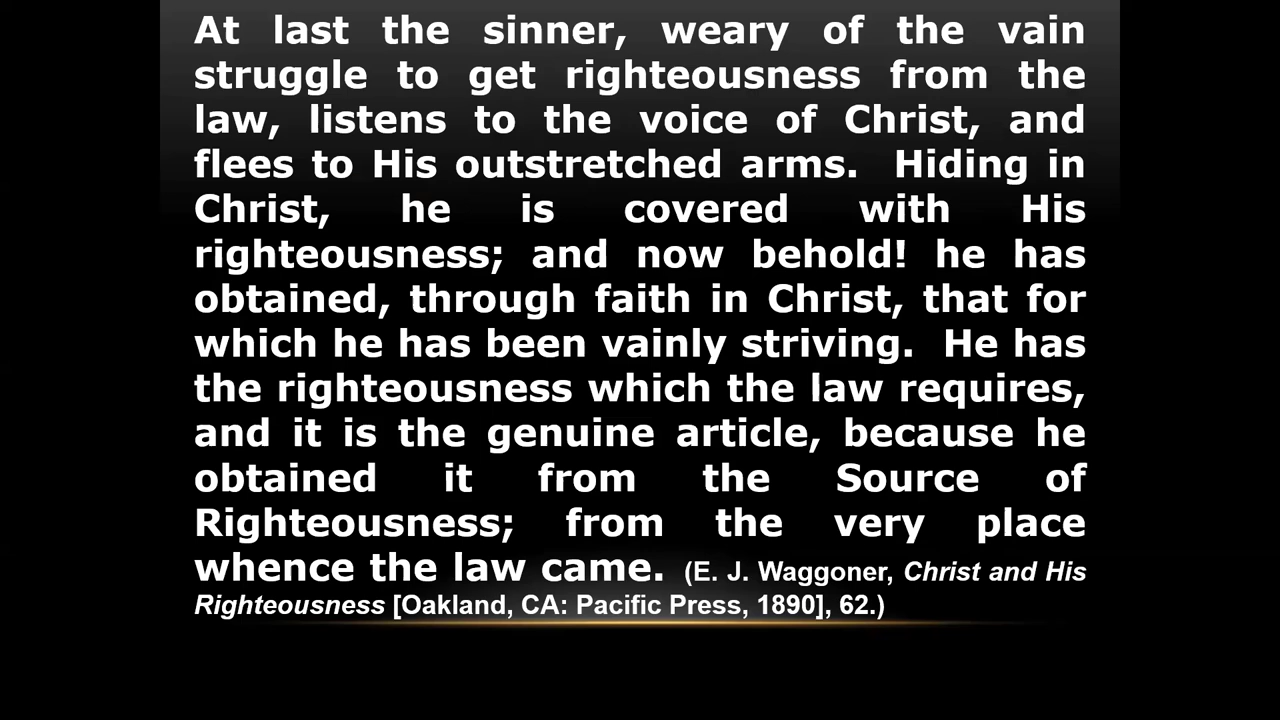 At last the sinner, weary of the vain
struggle to get righteousness from the
law, listens to the voice of Christ, and
flees to His outstretched arms.  Hiding in
Christ, he is covered with His
righteousness; and now behold! he has
obtained, through faith in Christ, that for
which he has been vainly striving.  He has
the righteousness which the law requires,
and it is the genuine article, because he
obtained it from the Source of
Righteousness; from the very place
whence the law came. (E. J. Waggoner, Christ and His
Righteousness [Oakland, CA: Pacific Press, 1890], 62.)